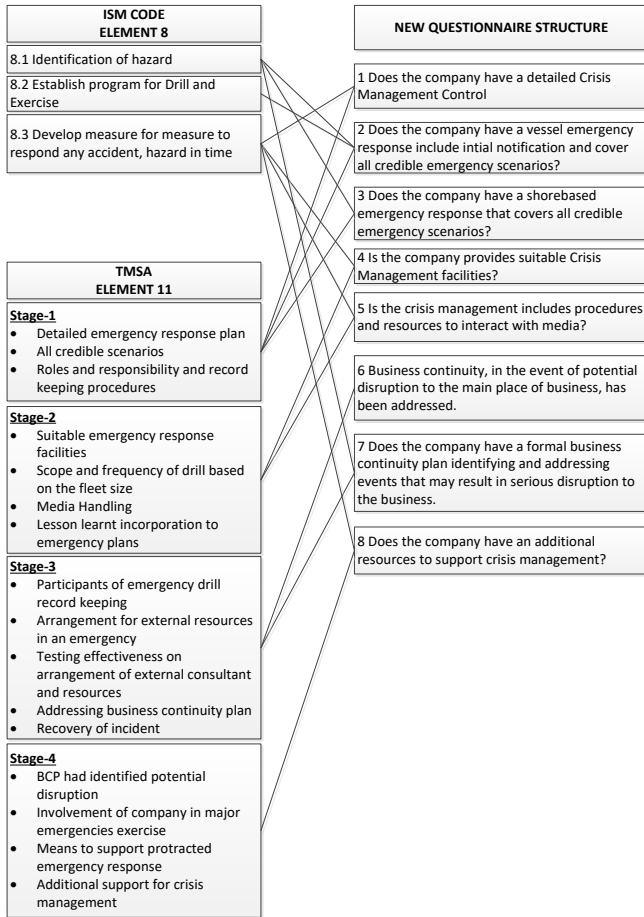 ISM CODE
ELEMENT 8
8.1 Identification of hazard
8.2 Establish program for Drill and
Exercise
8.3 Develop measure for measure to
respond any accident, hazard in time
TMSA
ELEMENT 11
Stage-1
• Detailed emergency response plan
• All credible scenarios
• Roles and responsibility and record
keeping procedures
Stage-2
• Suitable emergency response
facilities
• Scope and frequency of drill based
on the fleet size
• Media Handling
• Lesson learnt incorporation to
emergency plans
Stage-3
• Participants of emergency drill
record keeping
• Arrangement for external resources
in an emergency
• Testing effectiveness on
arrangement of external consultant
and resources
• Addressing business continuity plan
• Recovery of incident
Stage-4
• BCP had identified potential
disruption
• Involvement of company in major
emergencies exercise
• Means to support protracted
emergency response
• Additional support for crisis
management
NEW QUESTIONNAIRE STRUCTURE
1 Does the company have a detailed Crisis
Management Control
2 Does the company have a vessel emergency
response include intial notification and cover
all credible emergency scenarios?
3 Does the company have a shorebased
emergency response that covers all credible
emergency scenarios?
4 Is the company provides suitable Crisis
Management facilities?
5 Is the crisis management includes procedures
and resources to interact with media?
6 Business continuity, in the event of potential
disruption to the main place of business, has
been addressed.
7 Does the company have a formal business
continuity plan identifying and addressing
events that may result in serious disruption to
the business.
8 Does the company have an additional
resources to support crisis management?